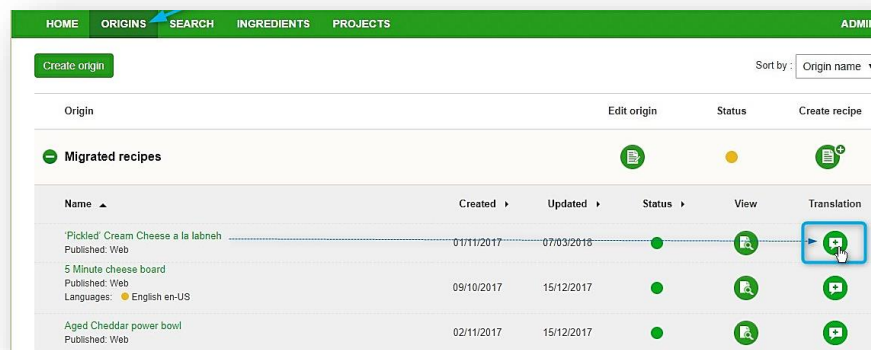 HOME ORIGINS SEARCH INGREDIENTS PROJECTS
Create origin Sort by : Origin name
Origin Edit origin Status Create recipe
Migrated recipes
Name Created Updated Status View Translation
'Pickled' Cream Cheese a la labneh 01/11/2017 07/03/2018
Published: Web
5 Minute cheese board
Published: Web 09/10/2017 15/12/2017
Languages: English en-US
Aged Cheddar power bowl 02/11/2017 15/12/2017
Published: Web